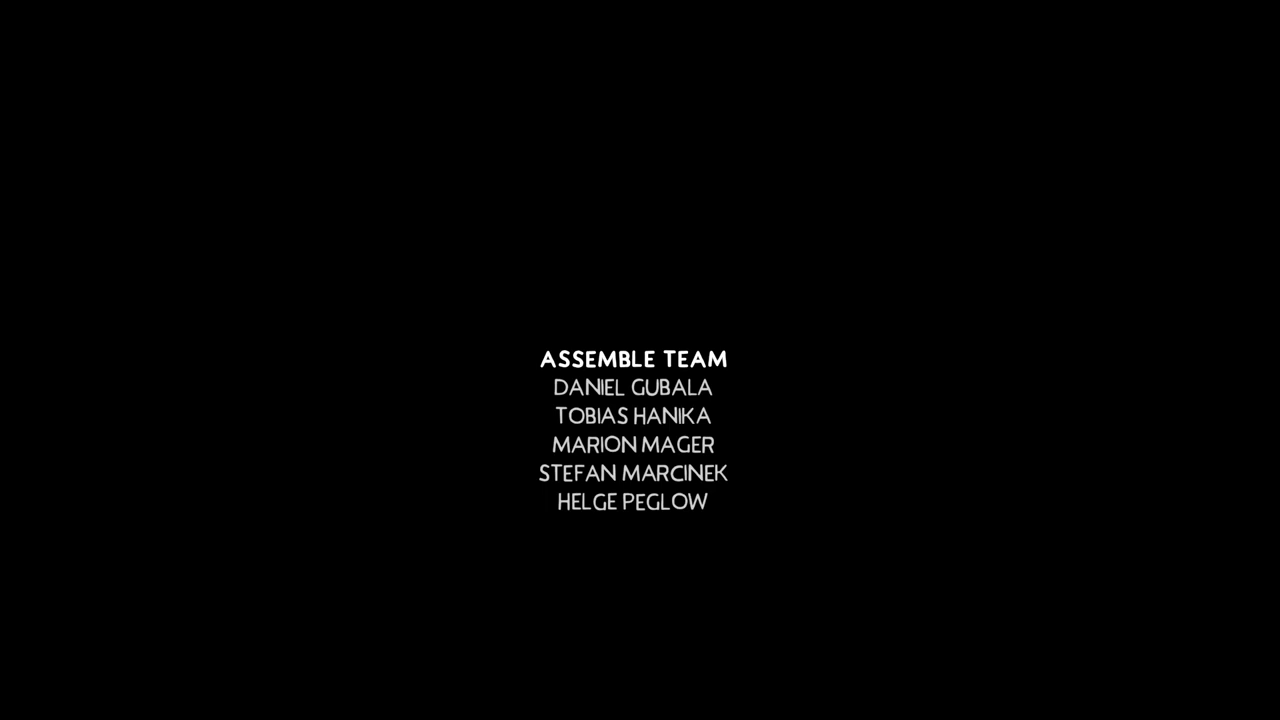 ASSEMBLE TEAM
DANIEL GUBALA
TOBIAS HANIKA
MARION MAGER
STEFAN MARCINEK
HELGE PEGLOW